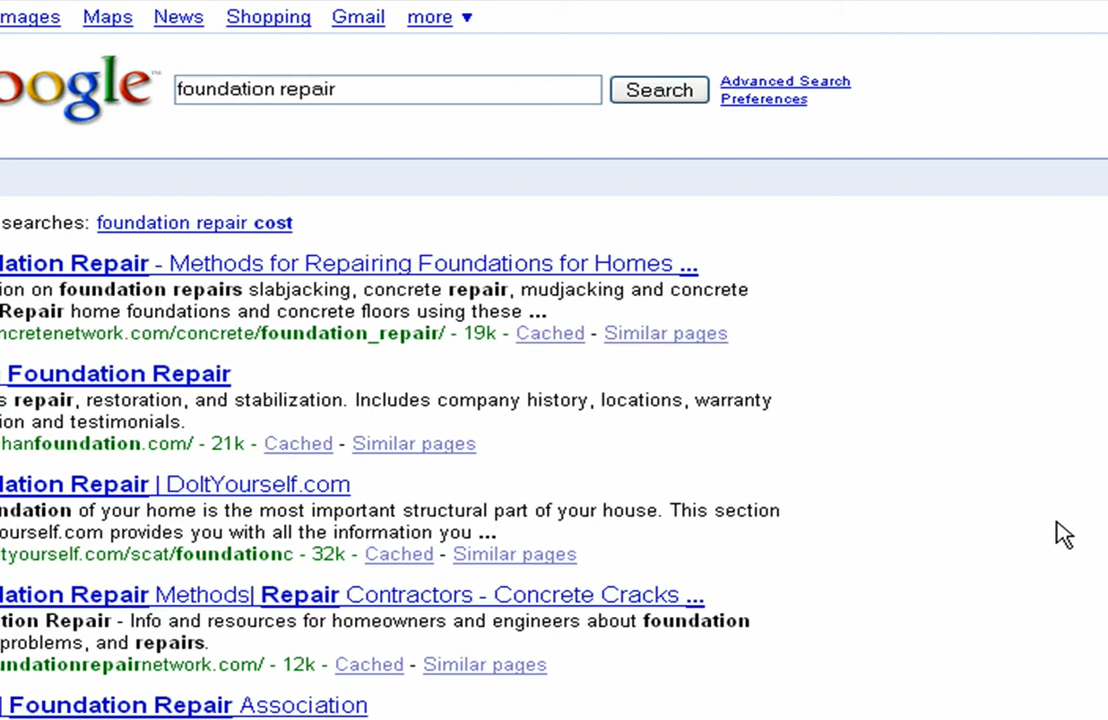 mages Maps News Shopping Gmail more ▼
oogle™ foundation repair Search Advanced Search
Preferences
searches: foundation repair cost
dation Repair - Methods for Repairing Foundations for Homes ...
ion on foundation repairs slabjacking, concrete repair, mudjacking and concrete
Repair home foundations and concrete floors using these ...
ncretenetwork.com/concrete/foundation_repair/ - 19k - Cached - Similar pages
| Foundation Repair
s repair, restoration, and stabilization. Includes company history, locations, warranty
ion and testimonials.
hanfoundation.com/ - 21k - Cached - Similar pages
dation Repair | DoItYourself.com
ndation of your home is the most important structural part of your house. This section
ourself.com provides you with all the information you ...
tyourself.com/scat/foundationc - 32k - Cached - Similar pages
dation Repair Methods| Repair Contractors - Concrete Cracks ...
tion Repair - Info and resources for homeowners and engineers about foundation
problems, and repairs.
undationrepairnetwork.com/ - 12k - Cached - Similar pages
| Foundation Repair Association